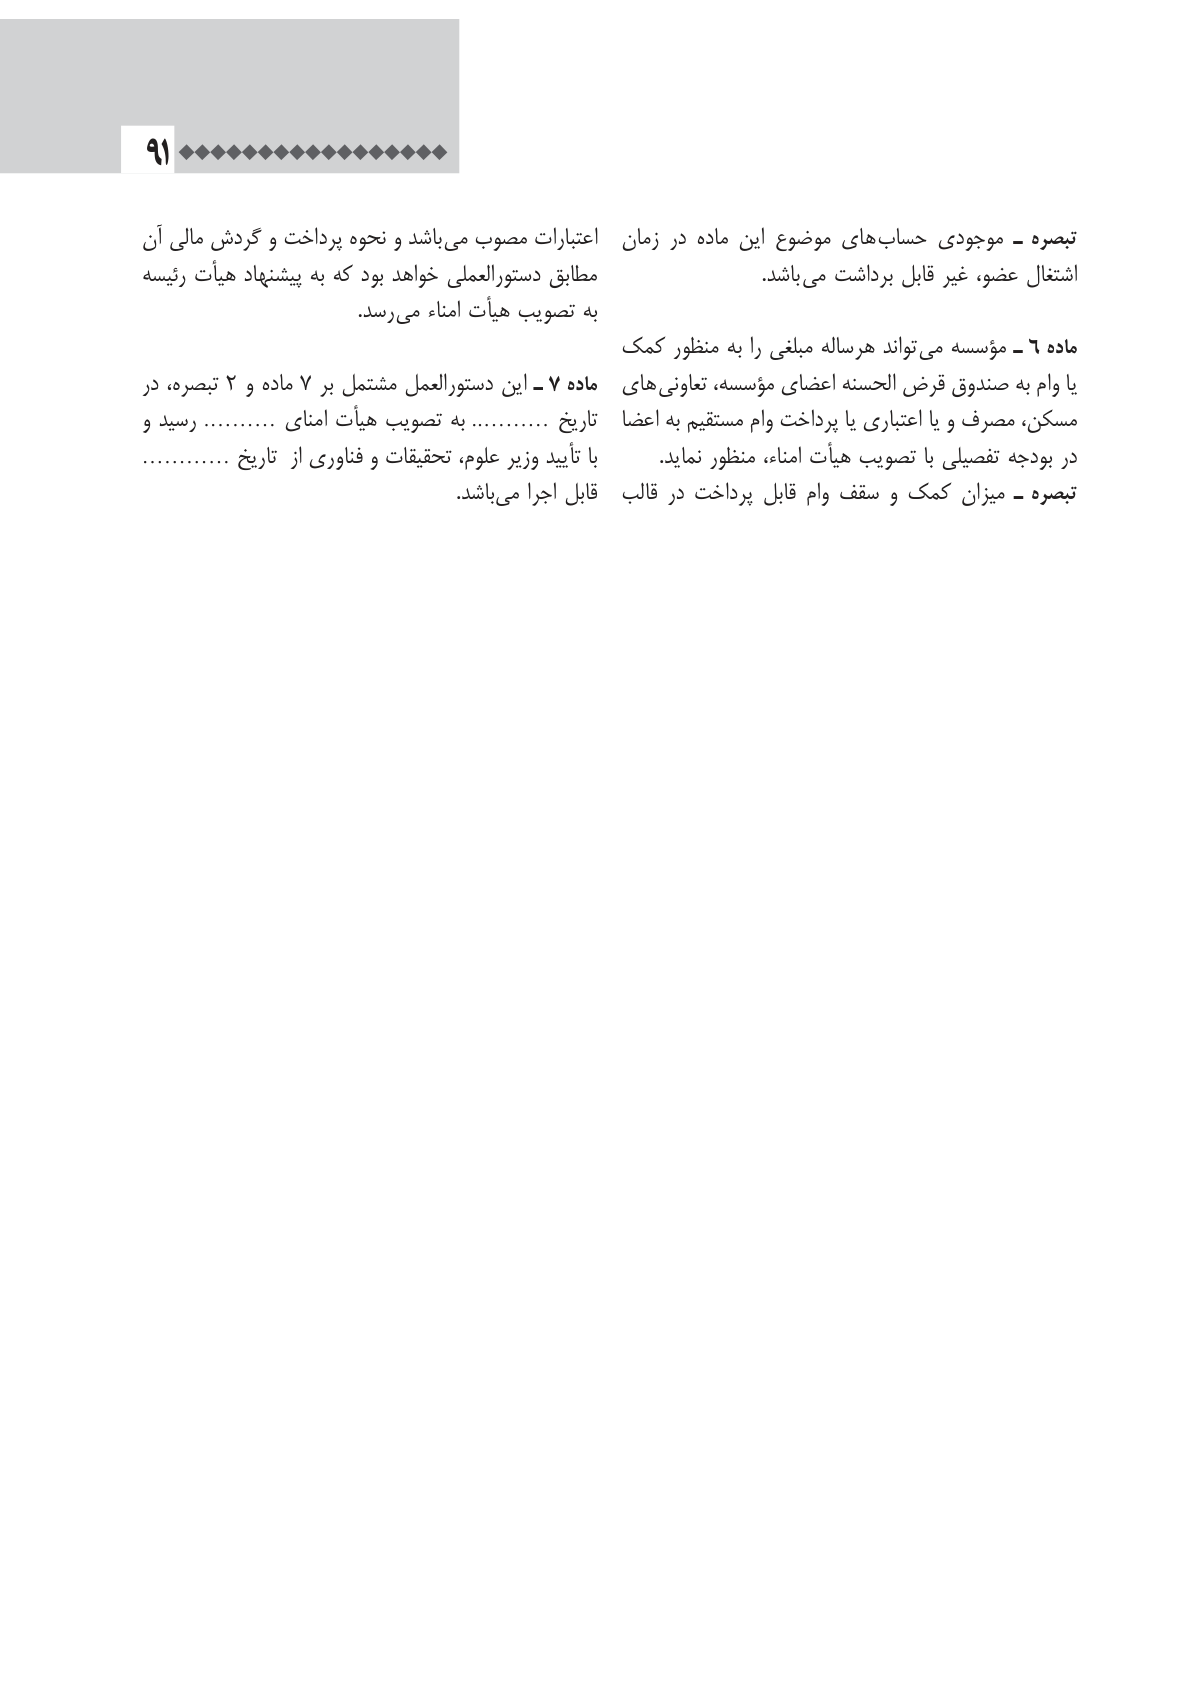 ۹۱
تبصره ـ موجودی حساب‌های موضوع این ماده در زمان
اشتغال عضو، غیر قابل برداشت می‌باشد.
ماده ۶ ـ مؤسسه می‌تواند هرساله مبلغی را به منظور کمک
یا وام به صندوق قرض الحسنه اعضای مؤسسه، تعاونی‌های
مسکن، مصرف و یا اعتباری یا پرداخت وام مستقیم به اعضا
در بودجه تفصیلی با تصویب هیأت امناء، منظور نماید.
تبصره ـ میزان کمک و سقف وام قابل پرداخت در قالب
اعتبارات مصوب می‌باشد و نحوه پرداخت و گردش مالی آن
مطابق دستورالعملی خواهد بود که به پیشنهاد هیأت رئیسه
به تصویب هیأت امناء می‌رسد.
ماده ۷ ـ این دستورالعمل مشتمل بر ۷ ماده و ۲ تبصره، در
تاریخ ........... به تصویب هیأت امنای .......... رسید و
با تأیید وزیر علوم، تحقیقات و فناوری از تاریخ ............
قابل اجرا می‌باشد.